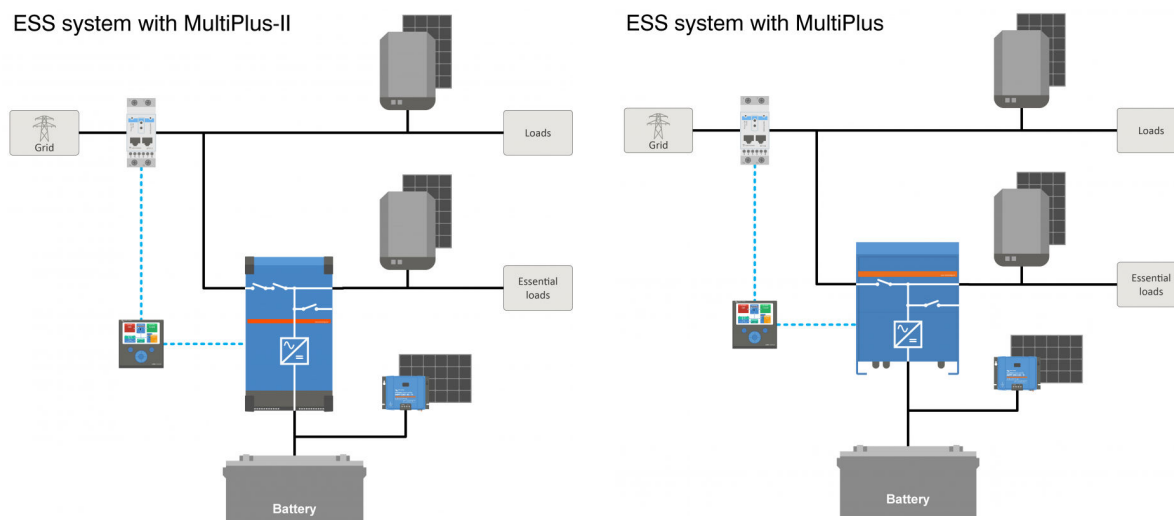 ESS system with MultiPlus-II
Grid
Loads
Essential
loads
Battery
ESS system with MultiPlus
Grid
Loads
Essential
loads
Battery